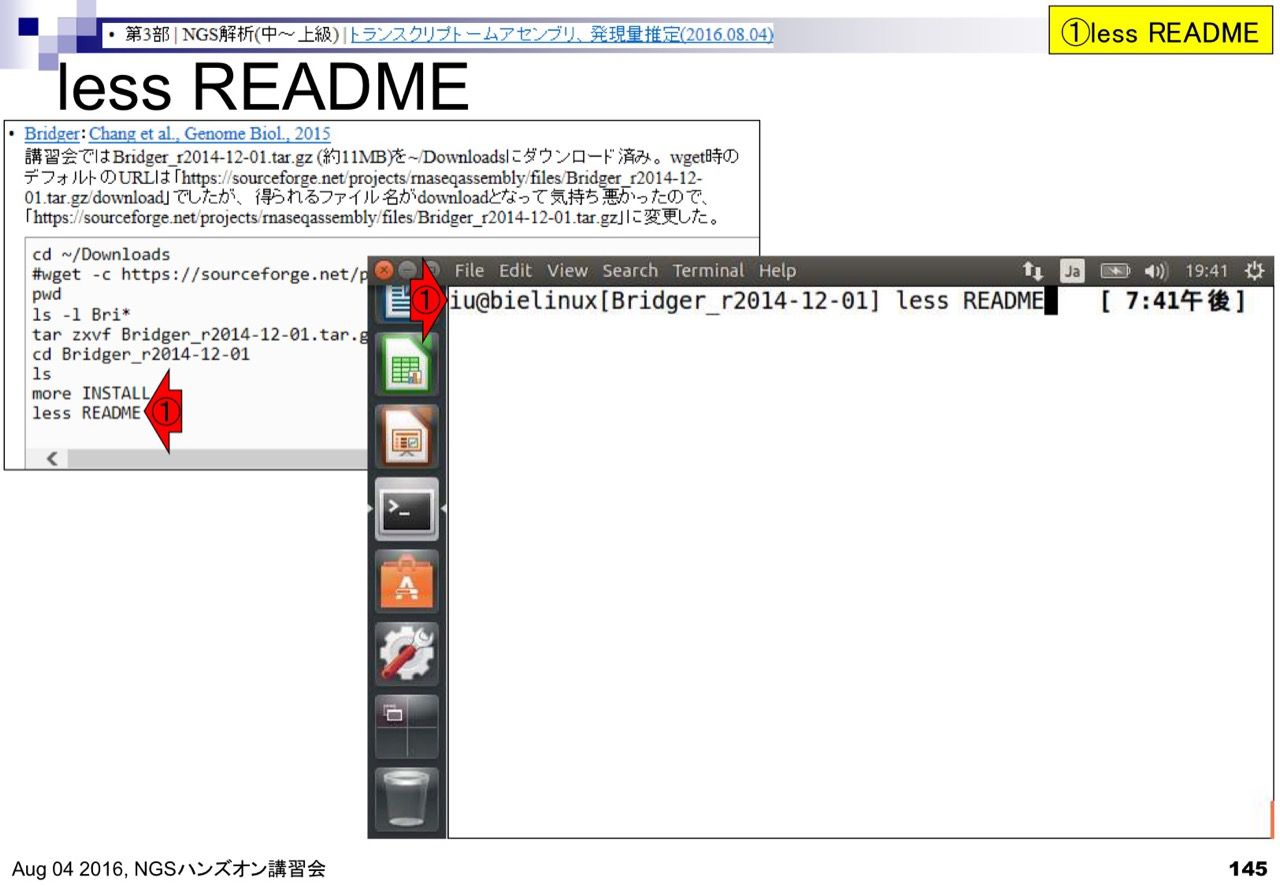 • 第3部 | NGS解析(中～上級) | トランスクリプトームアセンブリ、発現量推定(2016.08.04)
①less README
less README
• Bridger：Chang et al., Genome Biol., 2015
講習会ではBridger_r2014-12-01.tar.gz (約11MB)を~/Downloadsにダウンロード済み。wget時の
デフォルトのURLは「https://sourceforge.net/projects/rnaseqassembly/files/Bridger_r2014-12-
01.tar.gz/download」でしたが、得られるファイル名がdownloadとなって気持ち悪かったので、
「https://sourceforge.net/projects/rnaseqassembly/files/Bridger_r2014-12-01.tar.gz」に変更した。
cd ~/Downloads
#wget -c https://sourceforge.net/p
pwd
ls -l Bri*
tar zxvf Bridger_r2014-12-01.tar.g
cd Bridger_r2014-12-01
ls
more INSTALL
less README
①
File Edit View Search Terminal Help
Ja
19:41
①
iu@bielinux[Bridger_r2014-12-01] less README [ 7:41午後]
Aug 04 2016, NGSハンズオン講習会
145